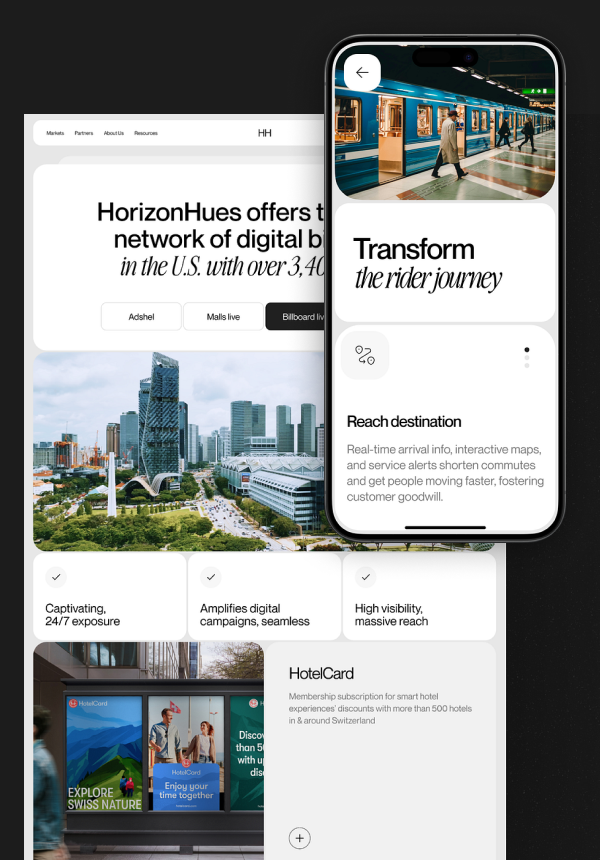 Markets Partners About Us Resources
HH
HorizonHues offers t
network of digital bi
in the U.S. with over 3,40
Adshel
Malls live
Billboard liv
Captivating,
24/7 exposure
Amplifies digital
campaigns, seamless
High visibility,
massive reach
HotelCard
EXPLORE
SWISS NATURE
HotelCard
Enjoy your
time together
Discov
than 50
with up
disc
HotelCard
Membership subscription for smart hotel
experiences' discounts with more than 500 hotels
in & around Switzerland
Transform
the rider journey
Reach destination
Real-time arrival info, interactive maps,
and service alerts shorten commutes
and get people moving faster, fostering
customer goodwill.